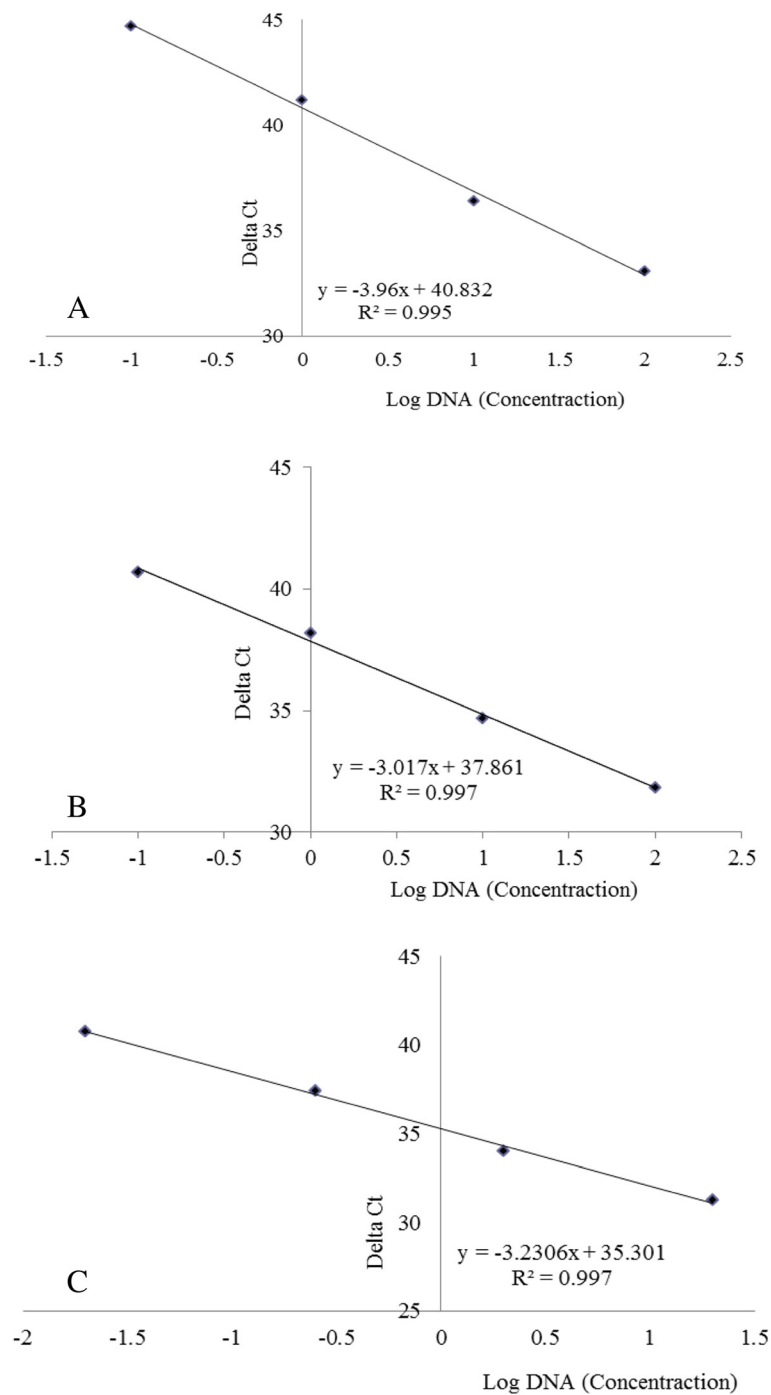 45
40
Delta Ct
35
y = -3.96x + 40.832
R² = 0.995
A
30
-1.5 -1 -0.5 0 0.5 1 1.5 2 2.5
Log DNA (Concentraction)
45
40
Delta Ct
35
y = -3.017x + 37.861
R² = 0.997
B
30
-1.5 -1 -0.5 0 0.5 1 1.5 2 2.5
Log DNA (Concentraction)
45
40
35
Delta Ct
30
y = -3.2306x + 35.301
R² = 0.997
C
25
-2 -1.5 -1 -0.5 0 0.5 1 1.5
Log DNA (Concentraction)